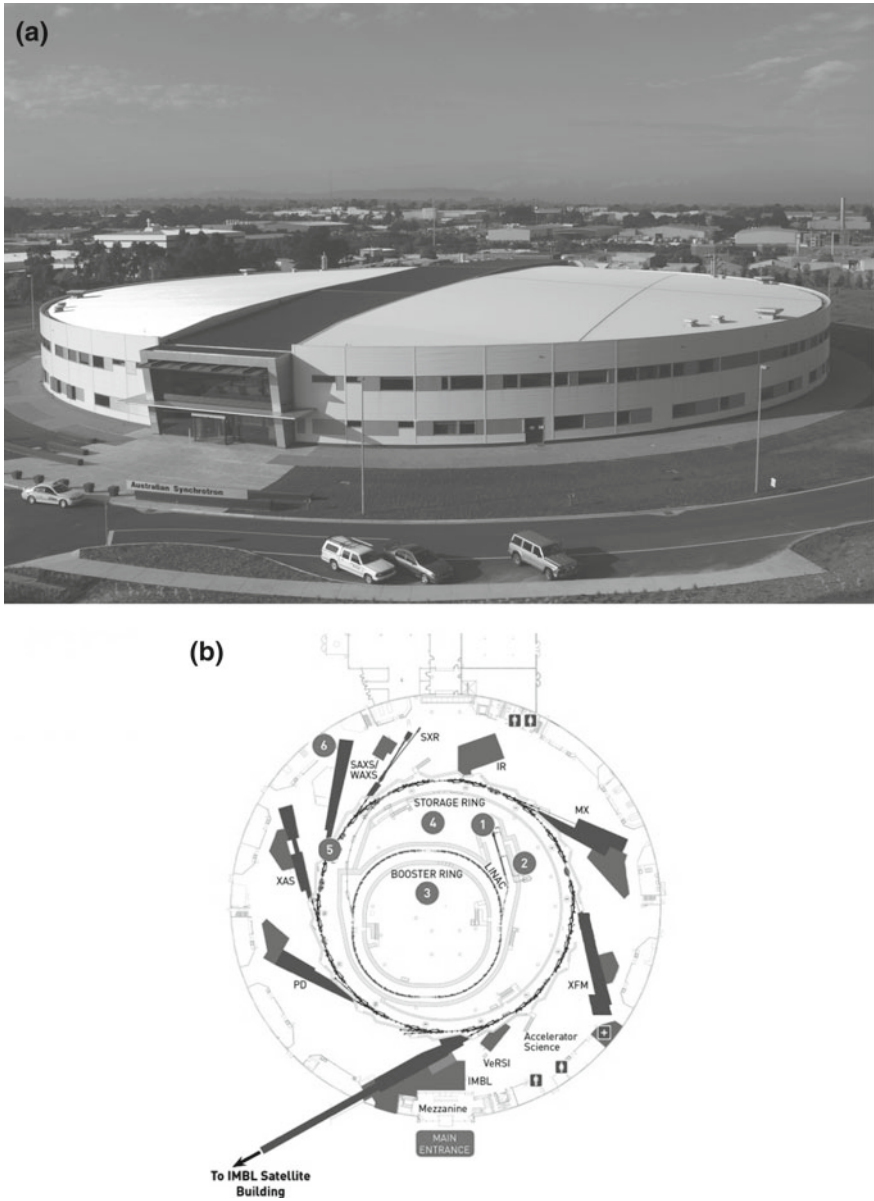 (a)
Australian Synchrotron
(b)
6
SXR
SAXS/
WAXS
IR
STORAGE RING
MX
4
1
5
2
LINAC
XAS
BOOSTER RING
3
PD
XFM
Accelerator
Science
VeRSI
IMBL
Mezzanine
MAIN
ENTRANCE
To IMBL Satellite
Building